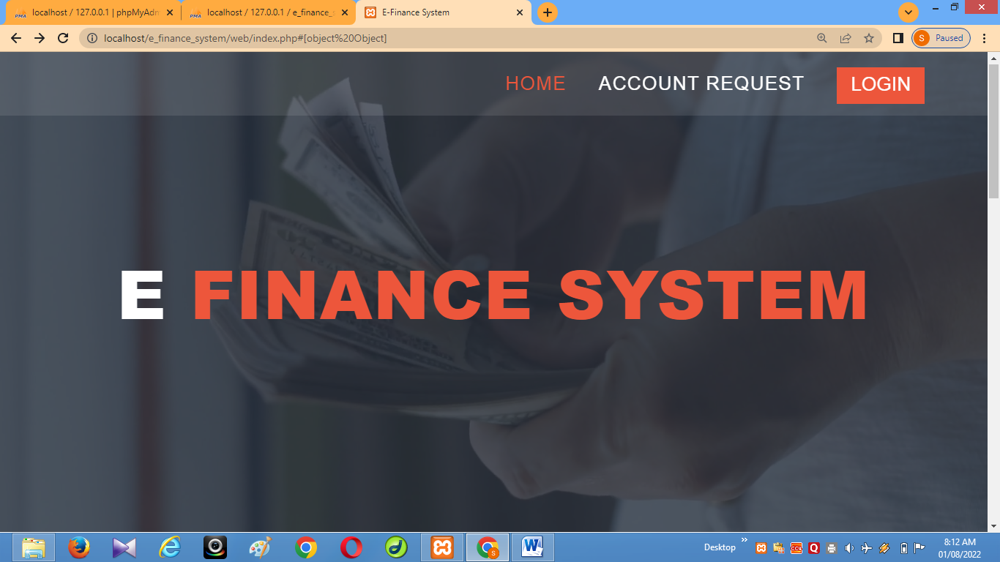 localhost / 127.0.0.1 | phpMyAdm
localhost / 127.0.0.1 / e_finance_s
E-Finance System
localhost/e_finance_system/web/index.php#[object%20Object]
S Paused
HOME ACCOUNT REQUEST LOGIN
E FINANCE SYSTEM
Desktop
8:12 AM
01/08/2022